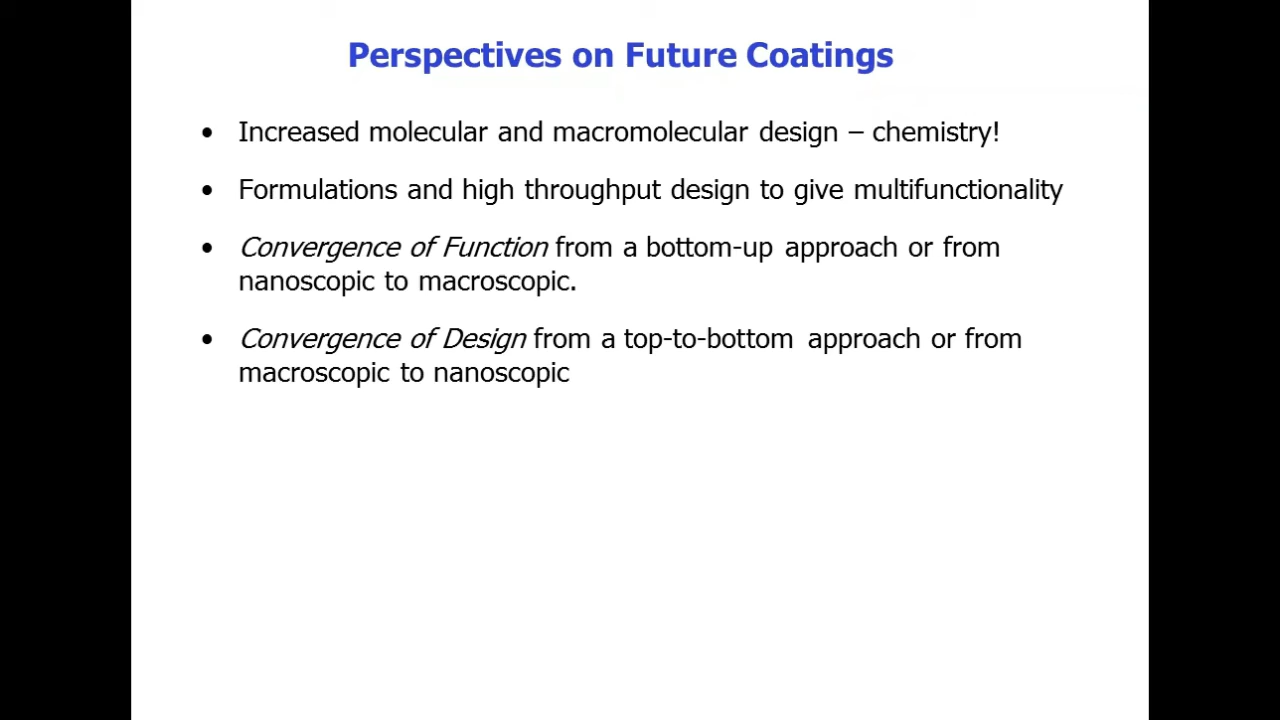 Perspectives on Future Coatings
• Increased molecular and macromolecular design – chemistry!
• Formulations and high throughput design to give multifunctionality
• Convergence of Function from a bottom-up approach or from
nanoscopic to macroscopic.
• Convergence of Design from a top-to-bottom approach or from
macroscopic to nanoscopic